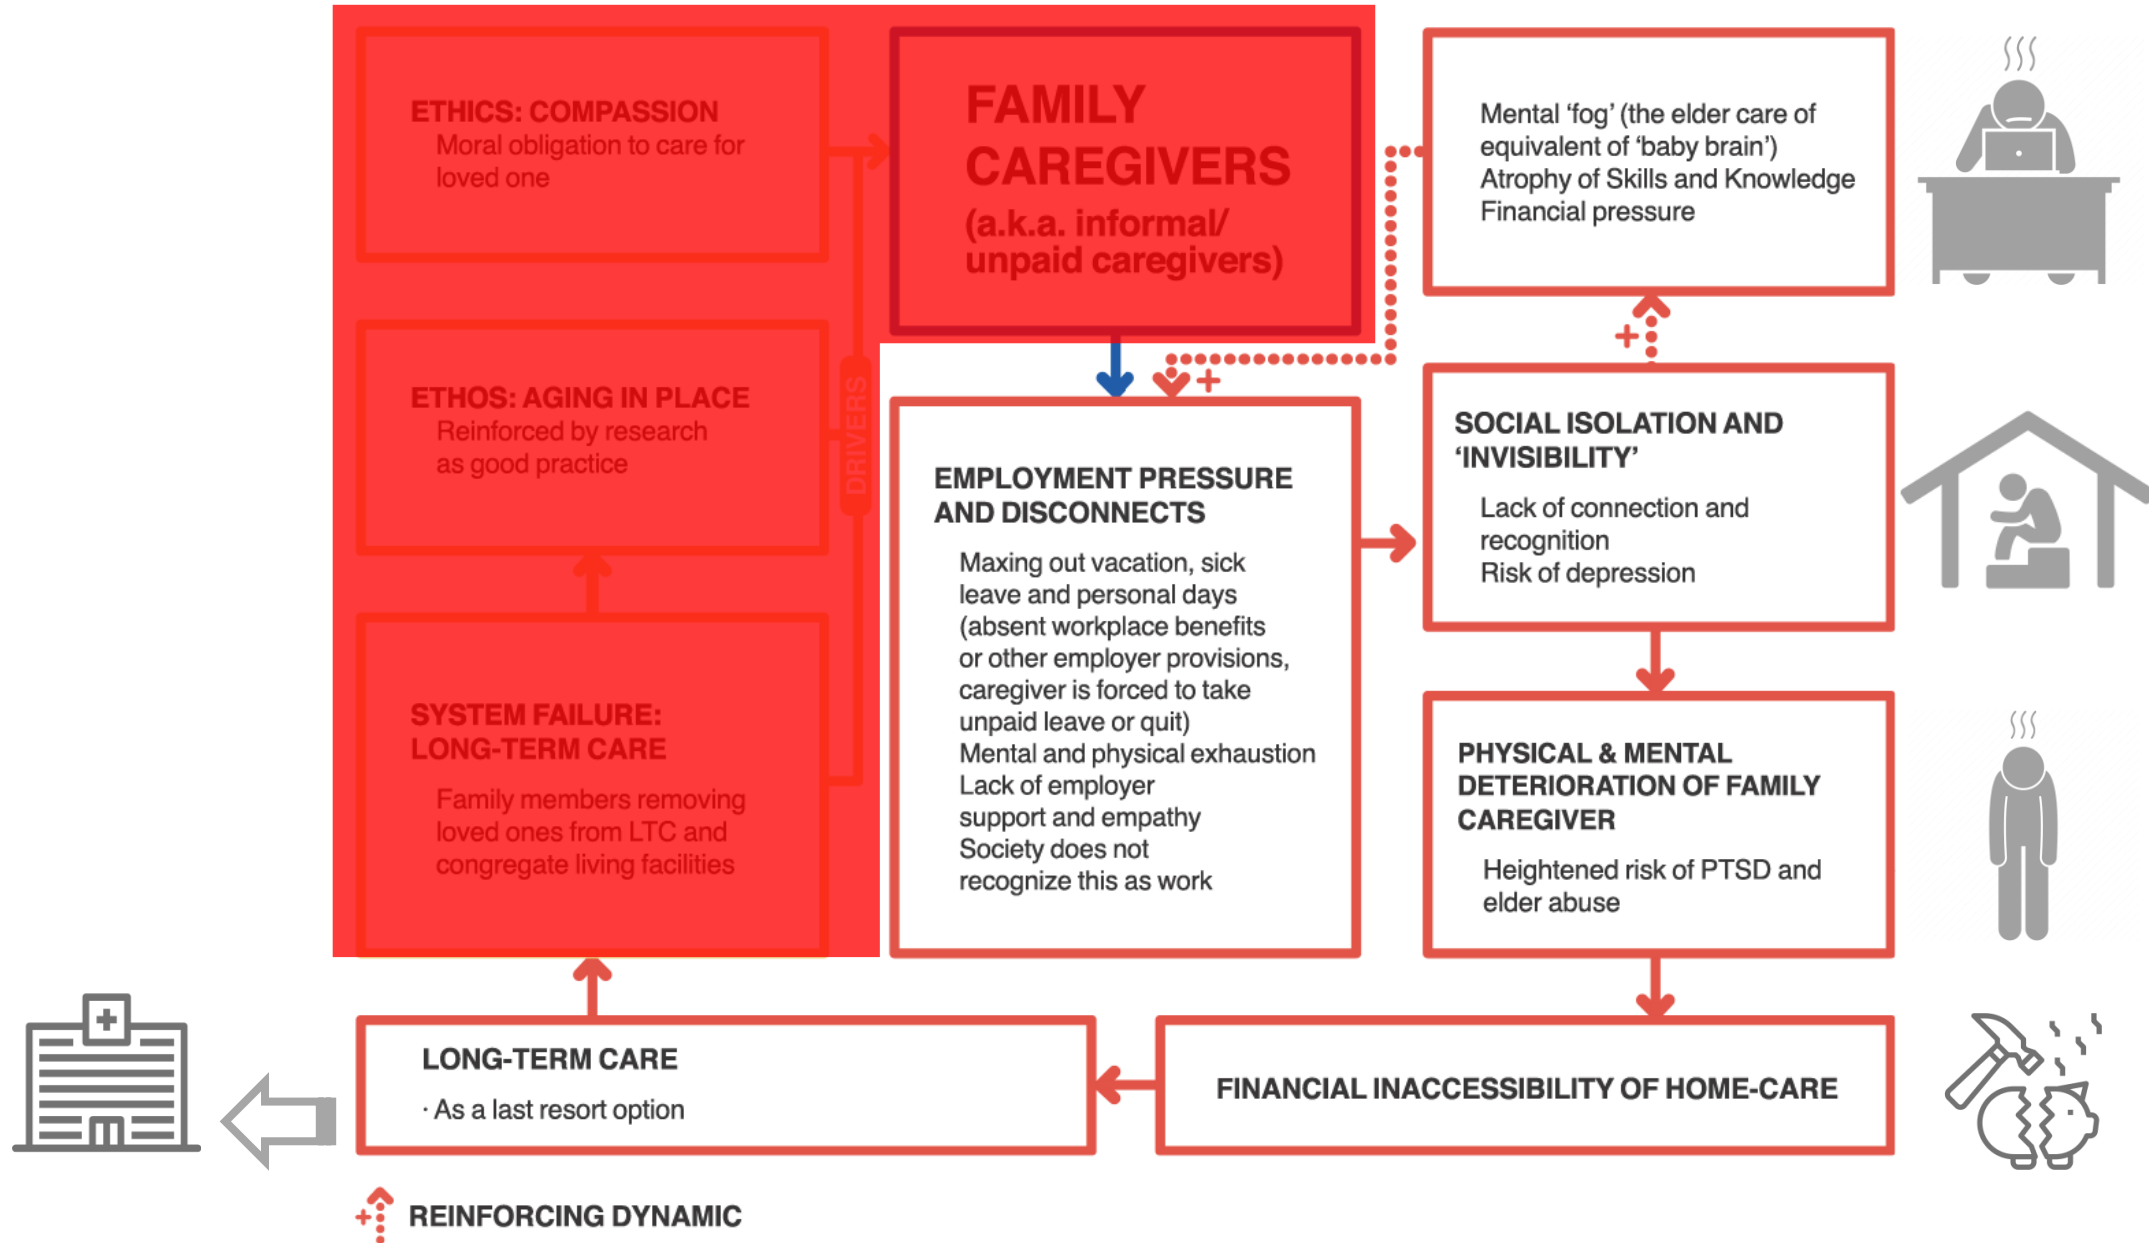 ETHICS: COMPASSION
Moral obligation to care for
loved one
FAMILY
CAREGIVERS
(a.k.a. informal/
unpaid caregivers)
Mental ‘fog’ (the elder care of
equivalent of ‘baby brain’)
Atrophy of Skills and Knowledge
Financial pressure
+
+
ETHOS: AGING IN PLACE
Reinforced by research
as good practice
DRIVERS
EMPLOYMENT PRESSURE
AND DISCONNECTS
Maxing out vacation, sick
leave and personal days
(absent workplace benefits
or other employer provisions,
caregiver is forced to take
unpaid leave or quit)
Mental and physical exhaustion
Lack of employer
support and empathy
Society does not
recognize this as work
SOCIAL ISOLATION AND
‘INVISIBILITY’
Lack of connection and
recognition
Risk of depression
SYSTEM FAILURE:
LONG-TERM CARE
Family members removing
loved ones from LTC and
congregate living facilities
PHYSICAL & MENTAL
DETERIORATION OF FAMILY
CAREGIVER
Heightened risk of PTSD and
elder abuse
LONG-TERM CARE
· As a last resort option
FINANCIAL INACCESSIBILITY OF HOME-CARE
+
REINFORCING DYNAMIC